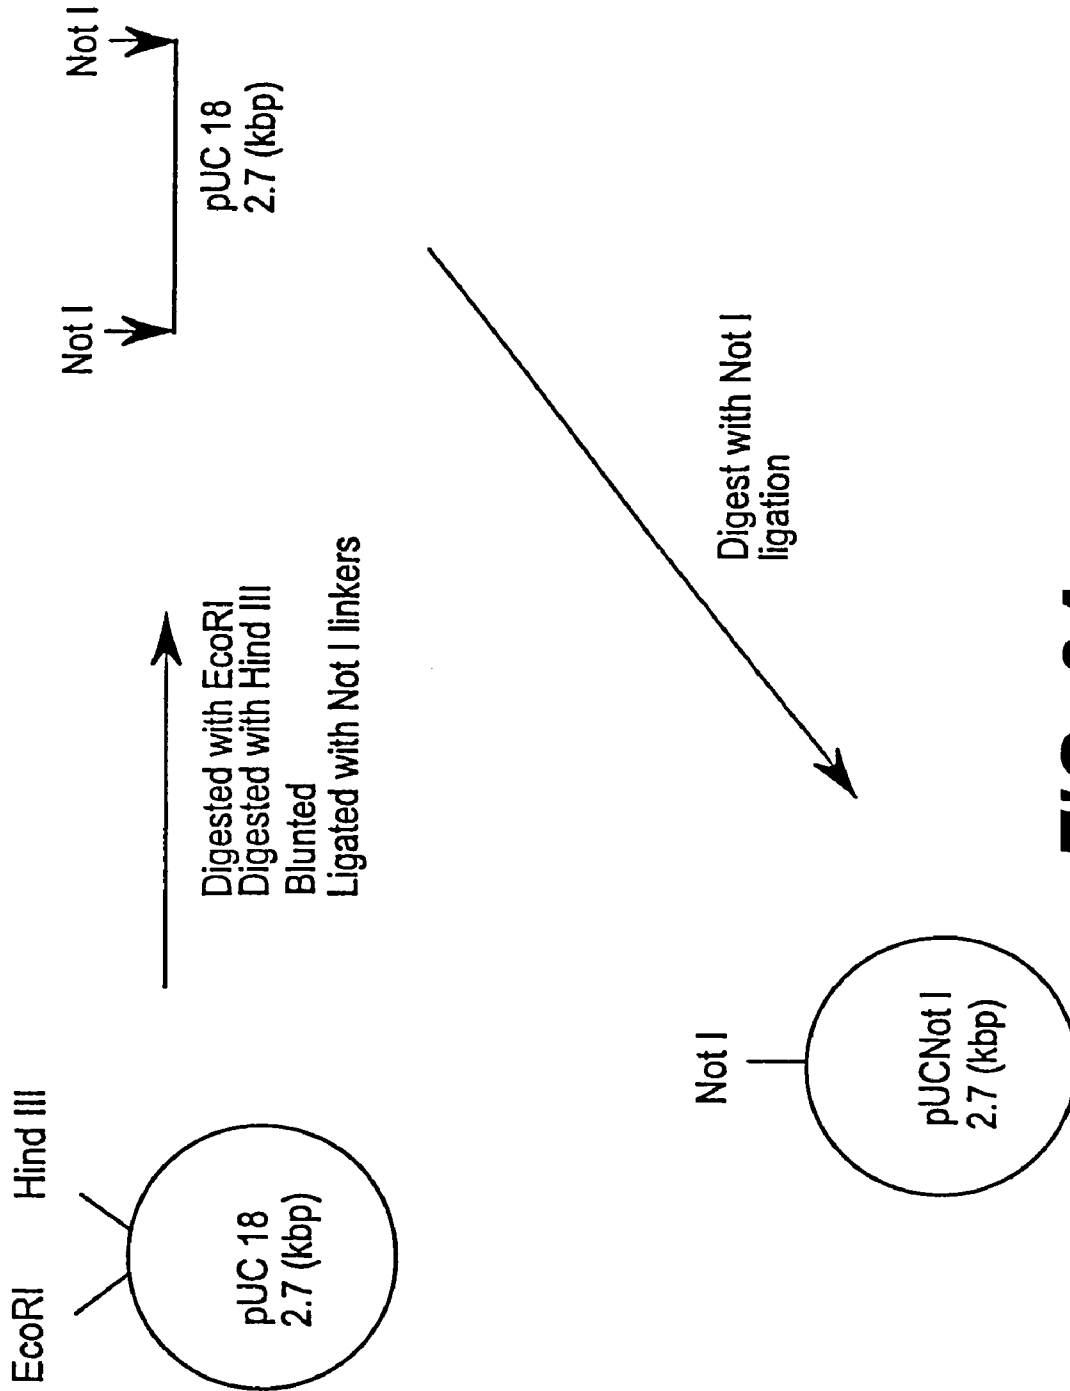 EcoRI
Hind III
pUC 18
2.7 (kbp)
Digested with EcoRI
Digested with Hind III
Blunted
Ligated with Not I linkers
Not I
Not I
pUC 18
2.7 (kbp)
Digest with Not I
ligation
Not I
pUCNot I
2.7 (kbp)